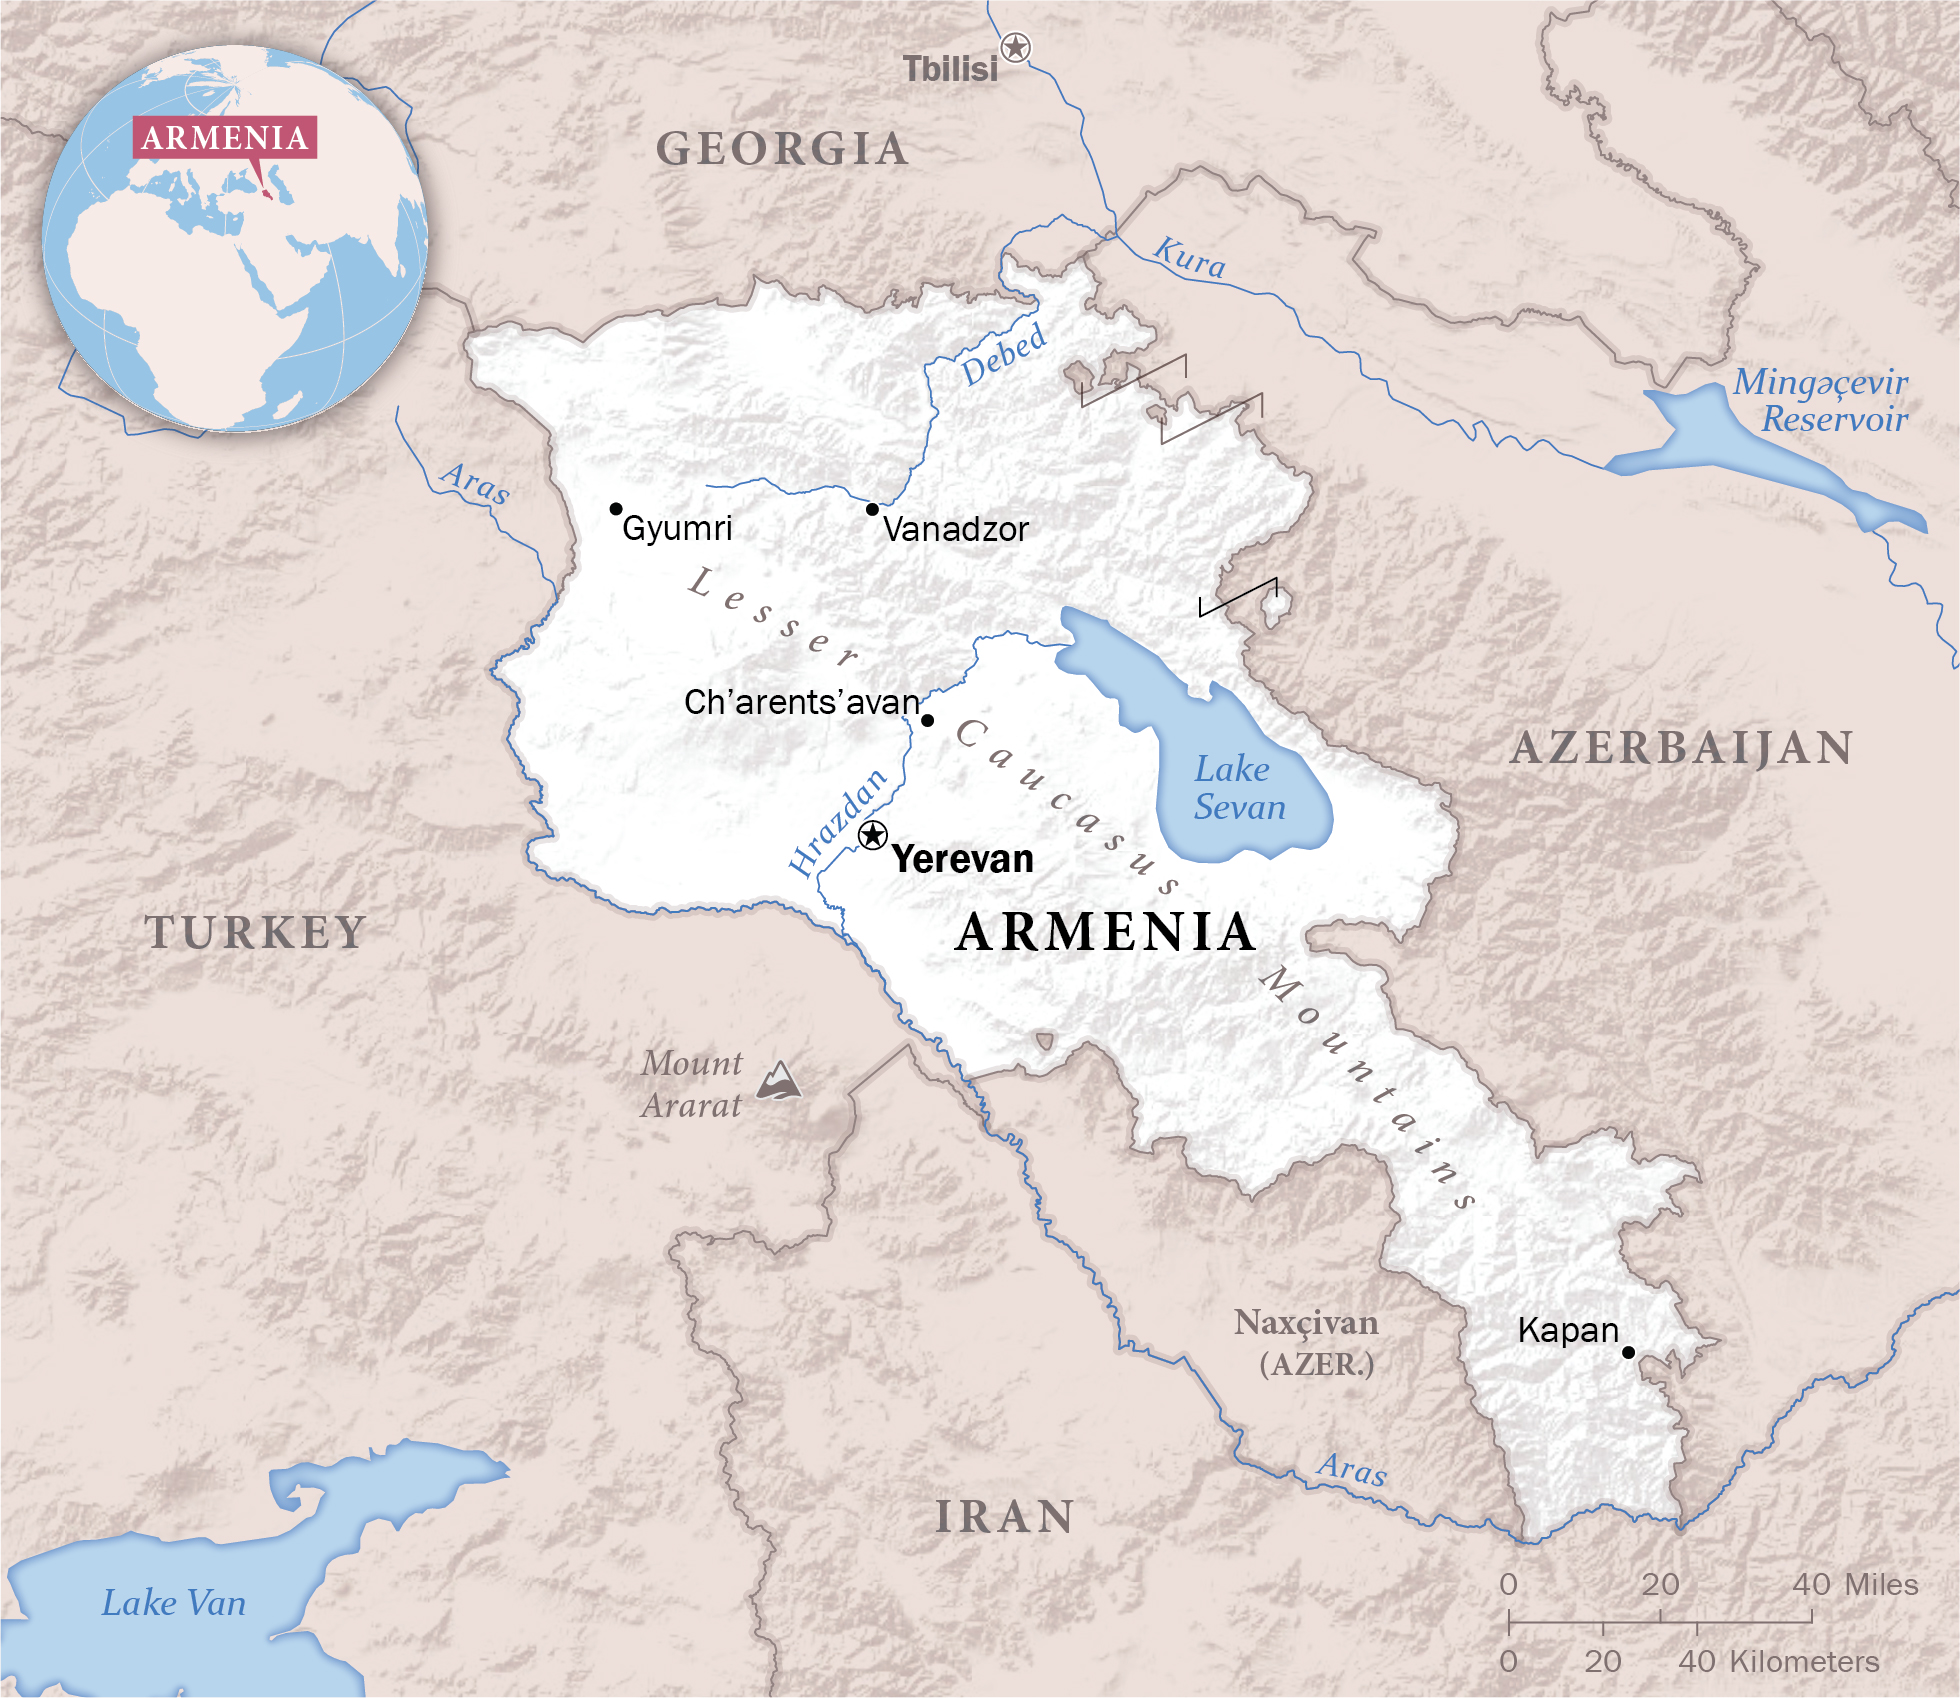 Tbilisi
ARMENIA
GEORGIA
Kura
Debed
Mingəçevir
Reservoir
Aras
Gyumri
Vanadzor
Lesser
Ch’arents’avan
Caucasus
AZERBAIJAN
Lake
Sevan
Hrazdan
Yerevan
TURKEY
ARMENIA
Mountains
Mount
Ararat
Naxçivan
(AZER.)
Kapan
Aras
IRAN
Lake Van
0 20 40 Miles
0 20 40 Kilometers